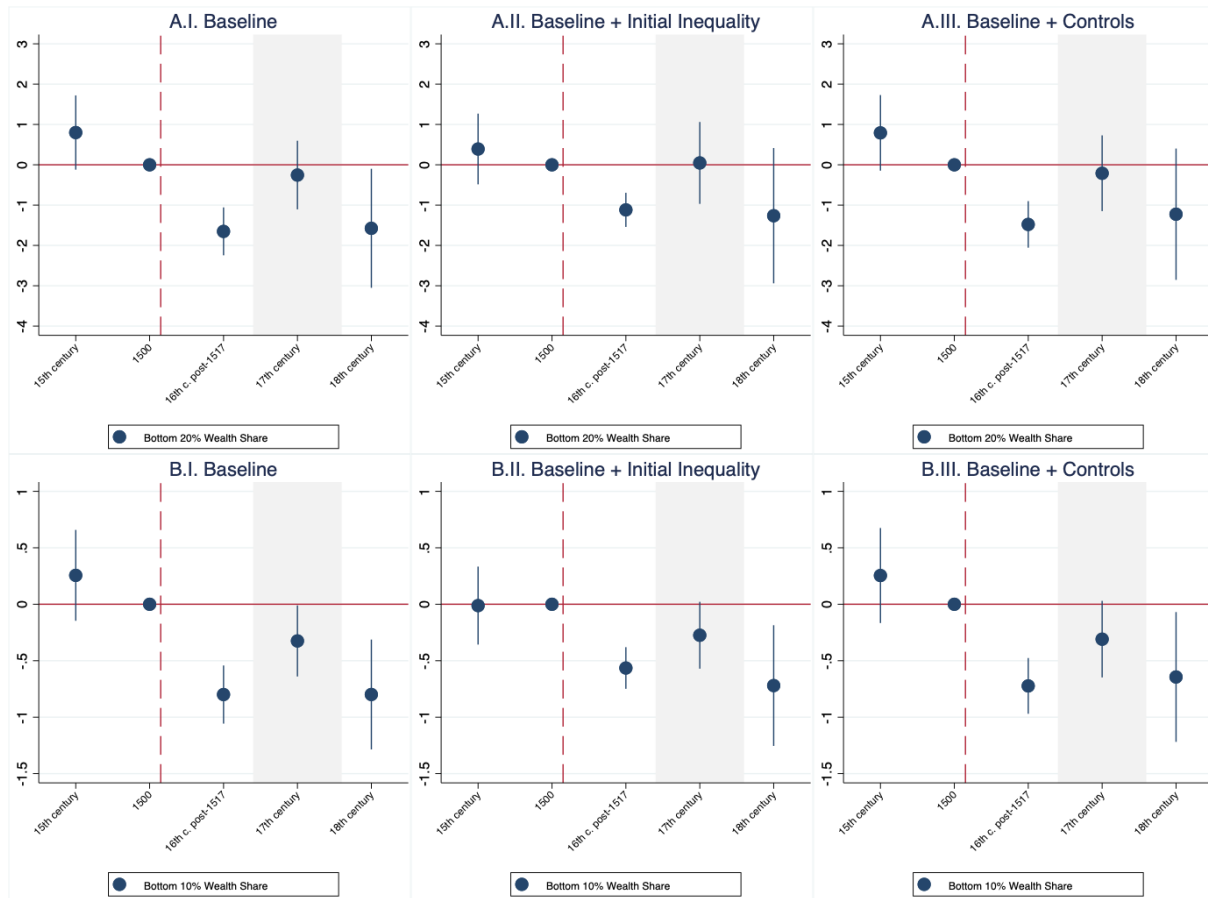 A.I. Baseline
3
2
1
0
-1
-2
-3
-4
15th century
1500
16th c. post-1517
17th century
18th century
Bottom 20% Wealth Share
A.II. Baseline + Initial Inequality
3
2
1
0
-1
-2
-3
-4
15th century
1500
16th c. post-1517
17th century
18th century
Bottom 20% Wealth Share
A.III. Baseline + Controls
3
2
1
0
-1
-2
-3
-4
15th century
1500
16th c. post-1517
17th century
18th century
Bottom 20% Wealth Share
B.I. Baseline
1
.5
0
-.5
-1
-1.5
15th century
1500
16th c. post-1517
17th century
18th century
Bottom 10% Wealth Share
B.II. Baseline + Initial Inequality
1
.5
0
-.5
-1
-1.5
15th century
1500
16th c. post-1517
17th century
18th century
Bottom 10% Wealth Share
B.III. Baseline + Controls
1
.5
0
-.5
-1
-1.5
15th century
1500
16th c. post-1517
17th century
18th century
Bottom 10% Wealth Share